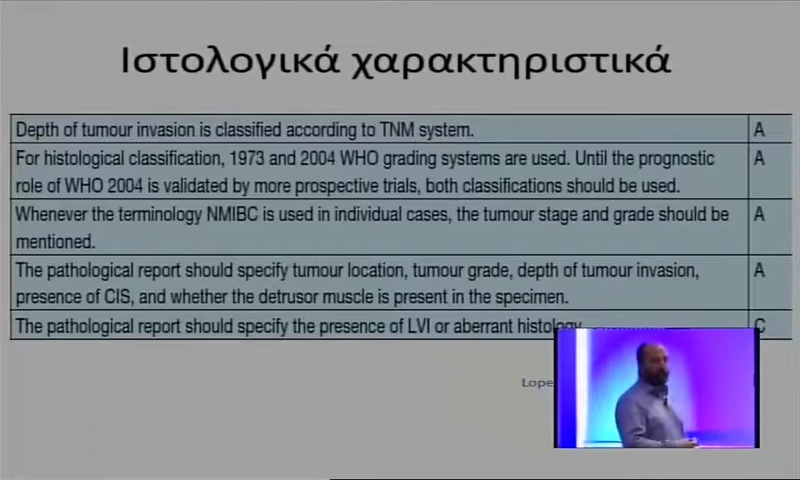 Ιστολογικά χαρακτηριστικά
Depth of tumour invasion is classified according to TNM system. A
For histological classification, 1973 and 2004 WHO grading systems are used. Until the prognostic A
role of WHO 2004 is validated by more prospective trials, both classifications should be used.
Whenever the terminology NMIBC is used in individual cases, the tumour stage and grade should be A
mentioned.
The pathological report should specify tumour location, tumour grade, depth of tumour invasion, A
presence of CIS, and whether the detrusor muscle is present in the specimen.
The pathological report should specify the presence of LVI or aberrant histology C